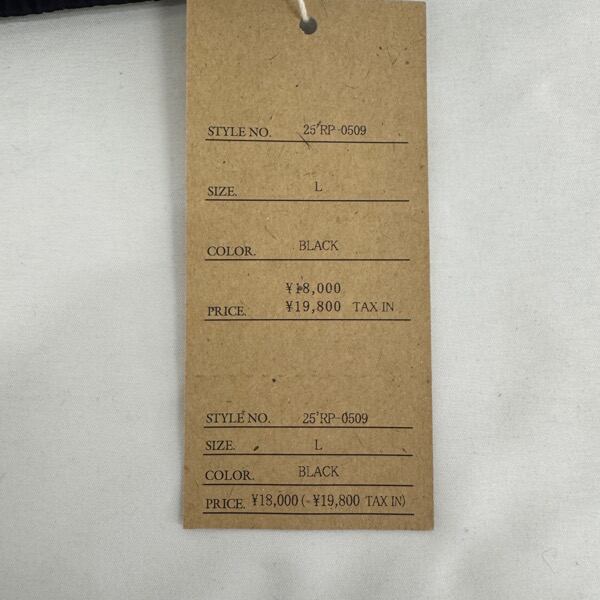 STYLE NO. 25'RP-0509
SIZE. L
COLOR. BLACK
¥18,000
PRICE. ¥19,800 TAX IN
STYLE NO. 25'RP-0509
SIZE. L
COLOR. BLACK
PRICE. ¥18,000 (-¥19,800 TAX IN)